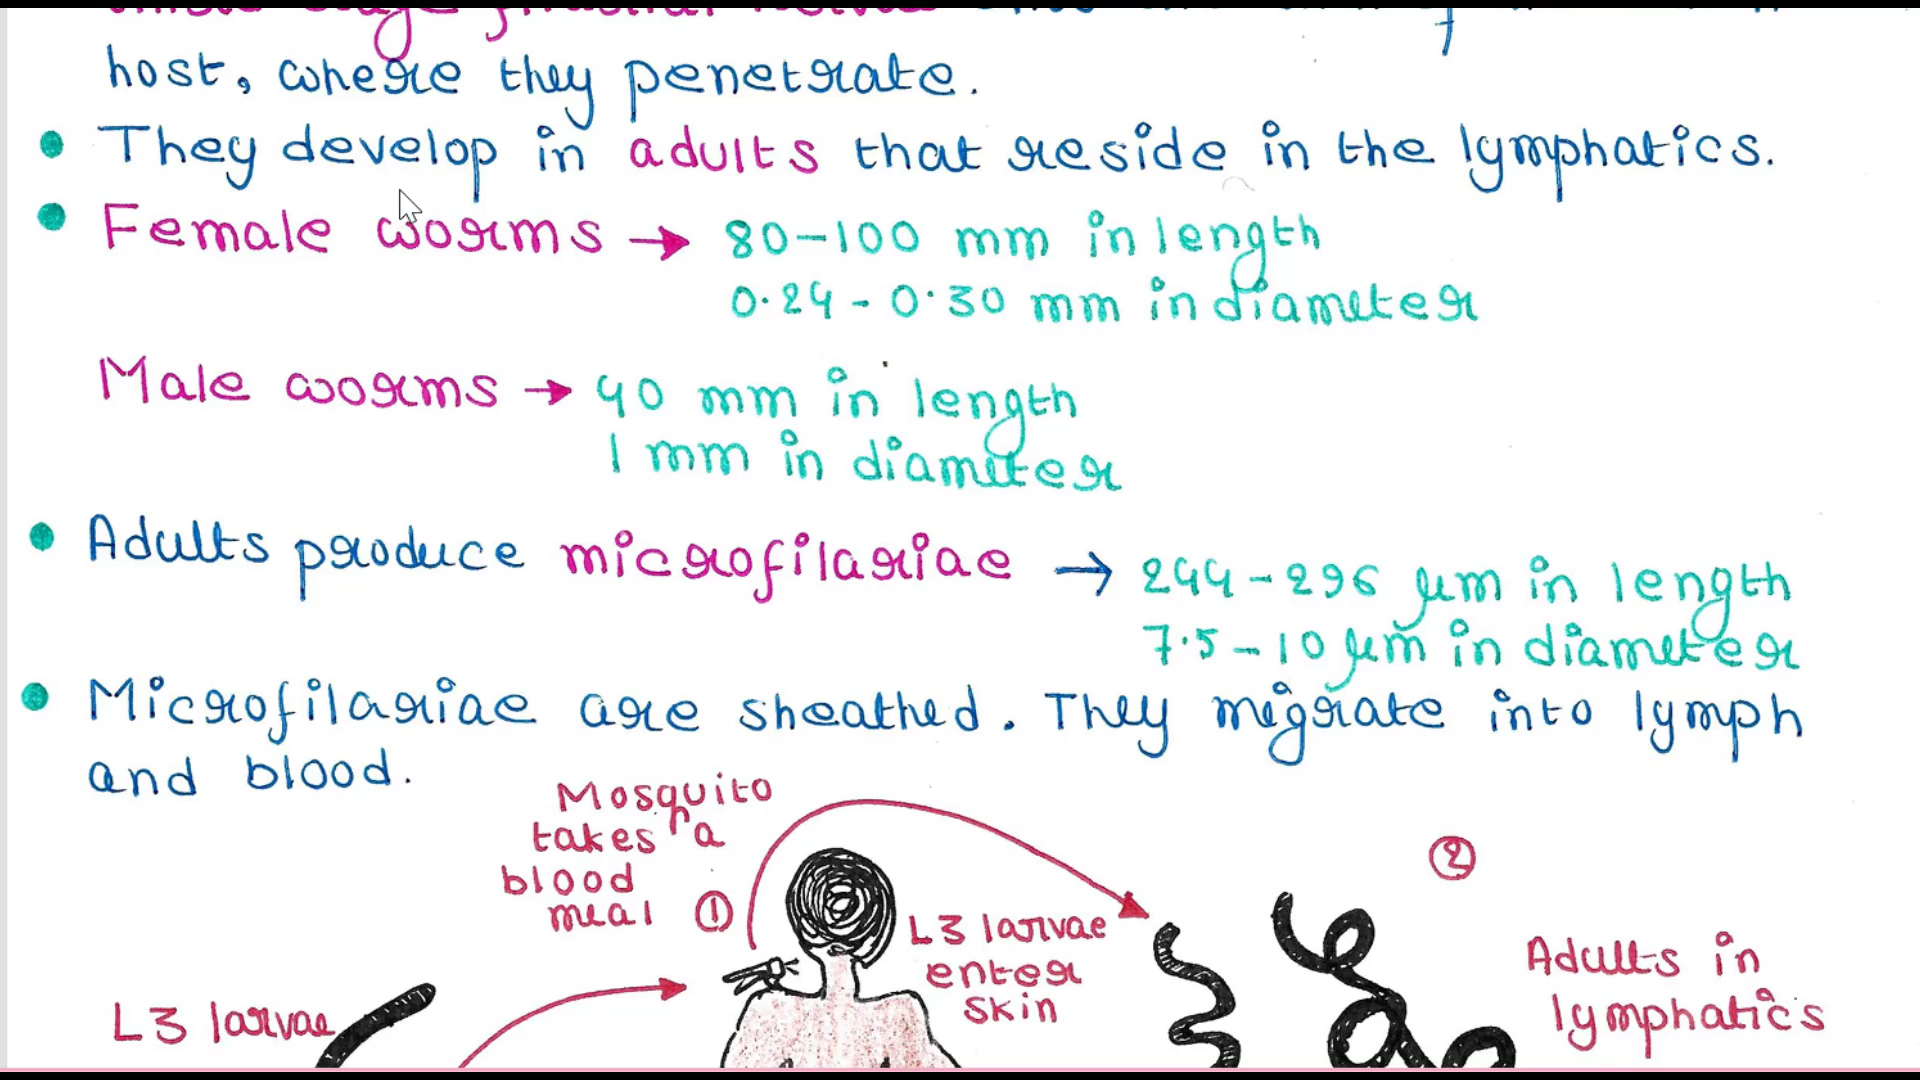 host, where they penetrate.
They develop in adults that reside in the lymphatics.
Female worms → 80-100 mm in length
0.24 - 0.30 mm in diameter
Male worms → 40 mm in length
1 mm in diameter
Adults produce microfilariae → 244-296 μm in length
7.5-10 μm in diameter
Microfilariae are sheathed. They migrate into lymph
and blood.
Mosquito
takes a
blood
meal ①
L3 larvae
enter
skin
②
Adults in
lymphatics
L3 larvae